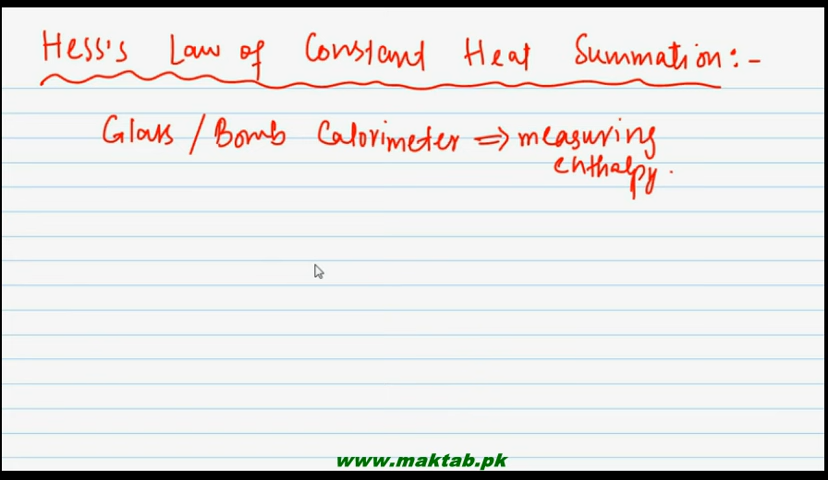 Hess's Law of Constant Heat Summation:-
Glass / Bomb Calorimeter ⇒ measuring
enthalpy.
www.maktab.pk